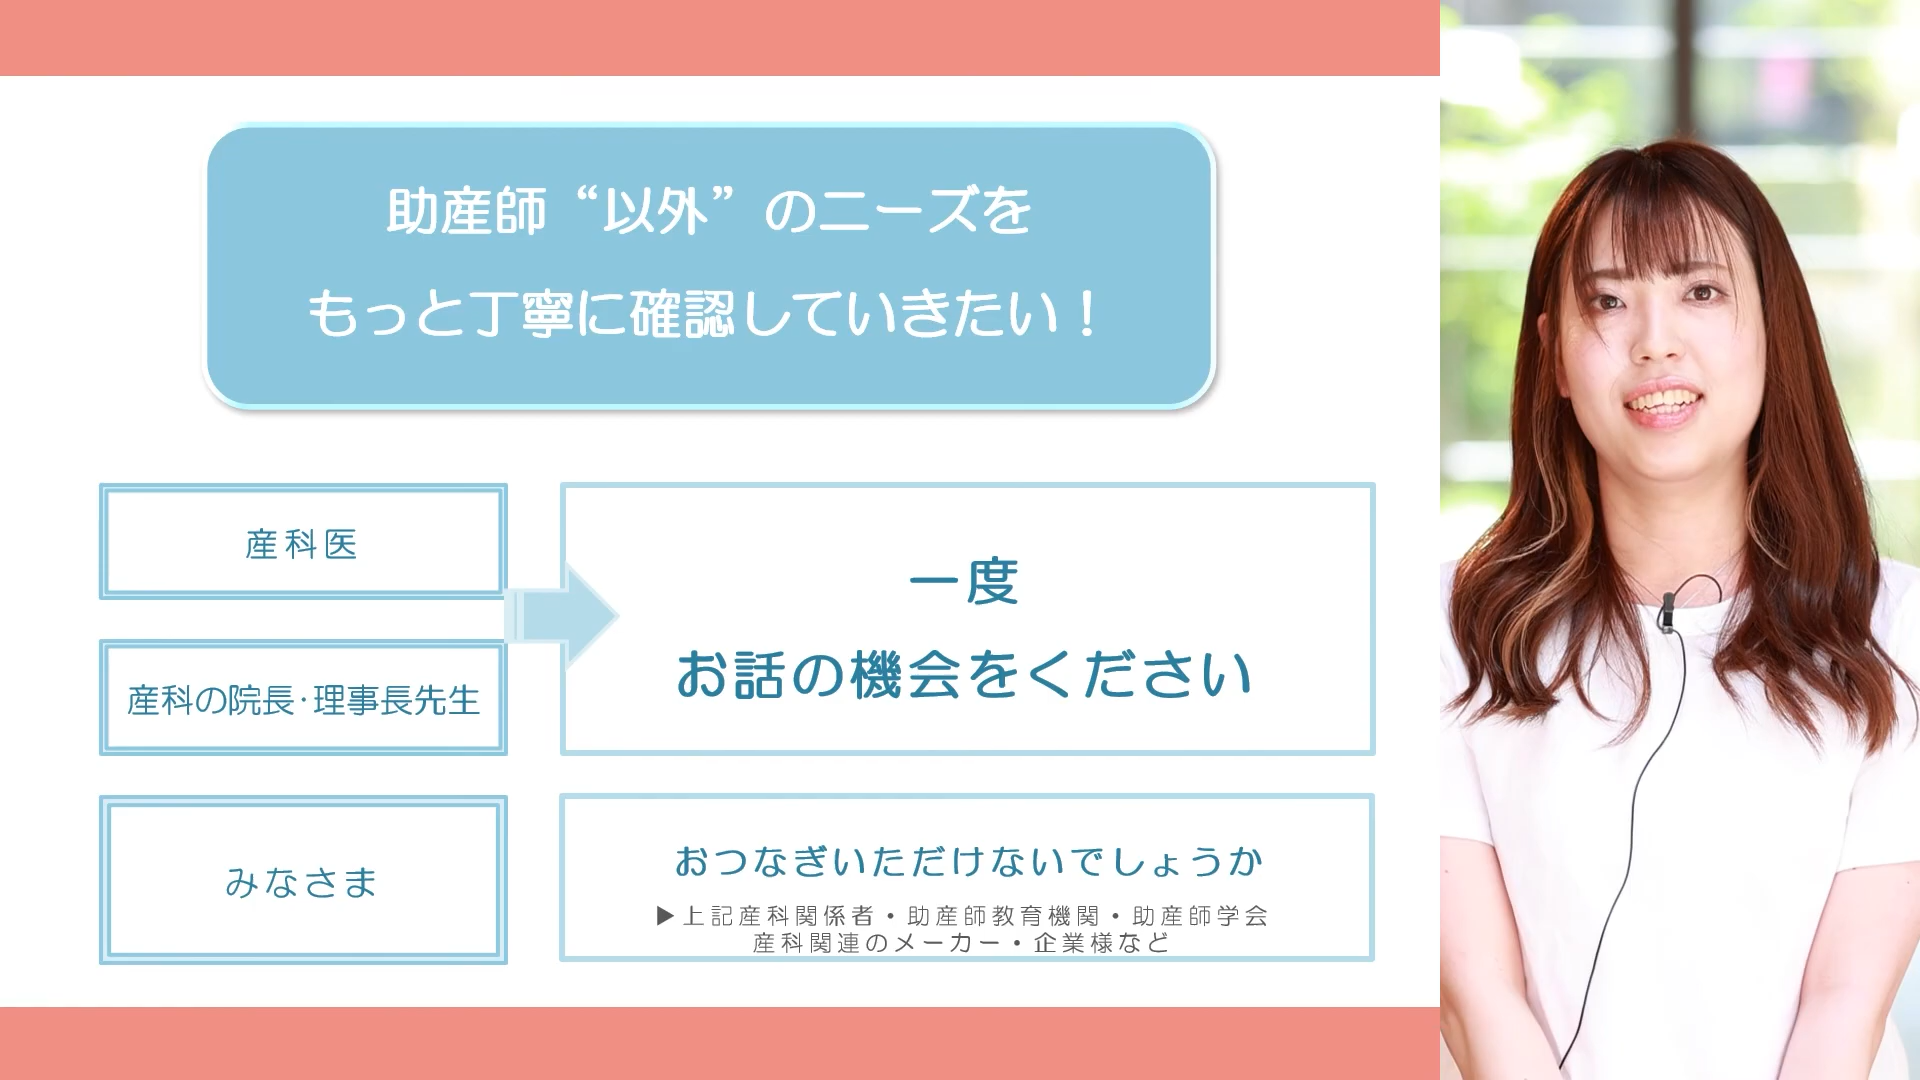 助産師“以外”のニーズを
もっと丁寧に確認していきたい！
産科医
産科の院長･理事長先生
一度
お話の機会をください
みなさま
おつなぎいただけないでしょうか
▶上記産科関係者・助産師教育機関・助産師学会
産科関連のメーカー・企業様など